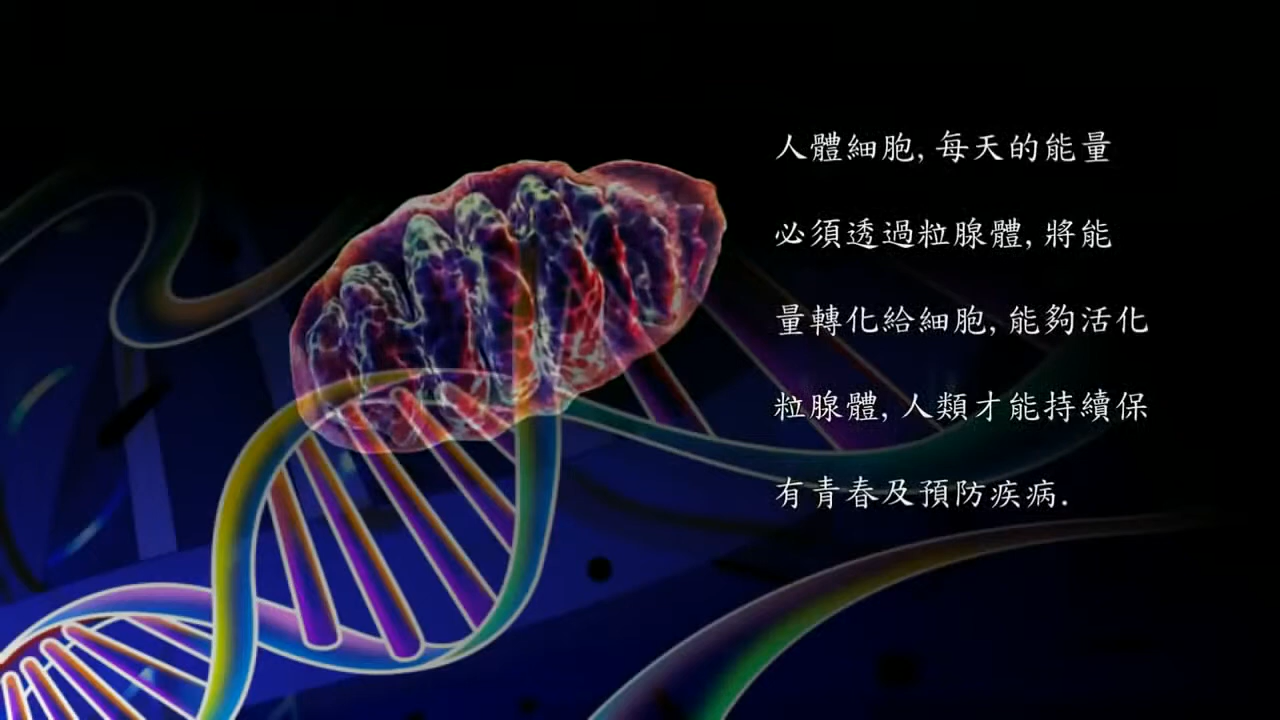 人體細胞, 每天的能量
必須透過粒腺體, 將能
量轉化給細胞, 能夠活化
粒腺體, 人類才能持續保
有青春及預防疾病.